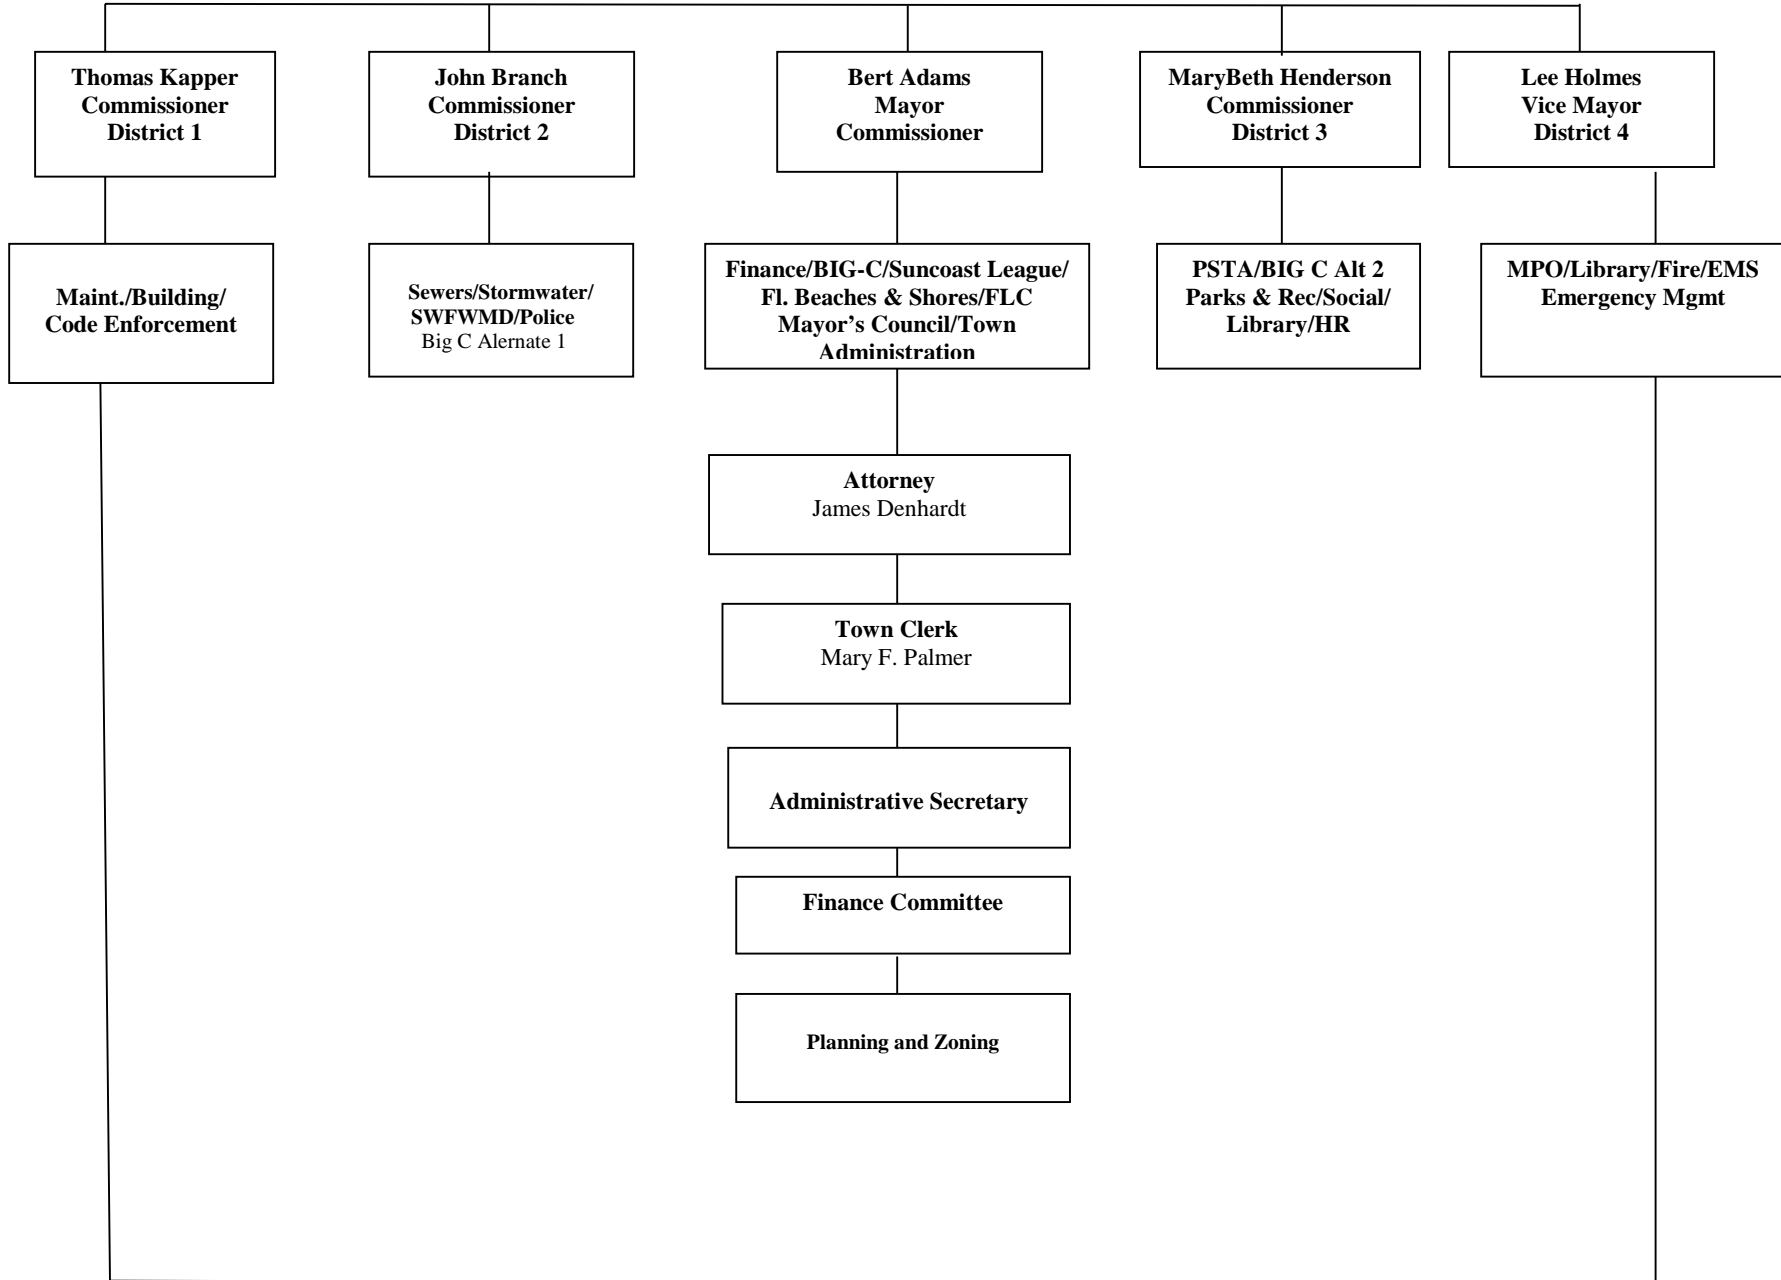 Thomas Kapper
Commissioner
District 1
John Branch
Commissioner
District 2
Bert Adams
Mayor
Commissioner
MaryBeth Henderson
Commissioner
District 3
Lee Holmes
Vice Mayor
District 4
Maint./Building/
Code Enforcement
Sewers/Stormwater/
SWFWMD/Police
Big C Alernate 1
Finance/BIG-C/Suncoast League/
Fl. Beaches & Shores/FLC
Mayor’s Council/Town
Administration
PSTA/BIG C Alt 2
Parks & Rec/Social/
Library/HR
MPO/Library/Fire/EMS
Emergency Mgmt
Attorney
James Denhardt
Town Clerk
Mary F. Palmer
Administrative Secretary
Finance Committee
Planning and Zoning